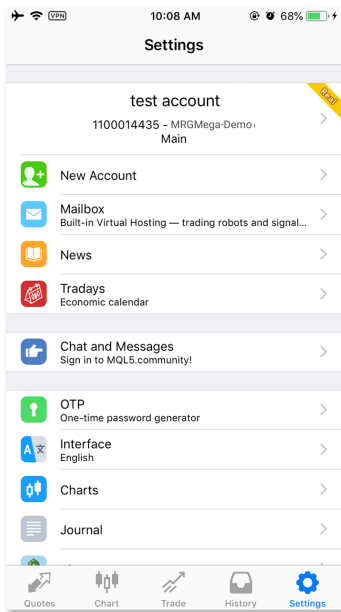 VPN 10:08 AM 68%
Settings
Real
test account
1100014435 - MRGMega-Demo
Main
New Account
Mailbox
Built-in Virtual Hosting — trading robots and signal...
News
Tradays
Economic calendar
Chat and Messages
Sign in to MQL5.community!
OTP
One-time password generator
A 文
Interface
English
Charts
Journal
Quotes Chart Trade History Settings